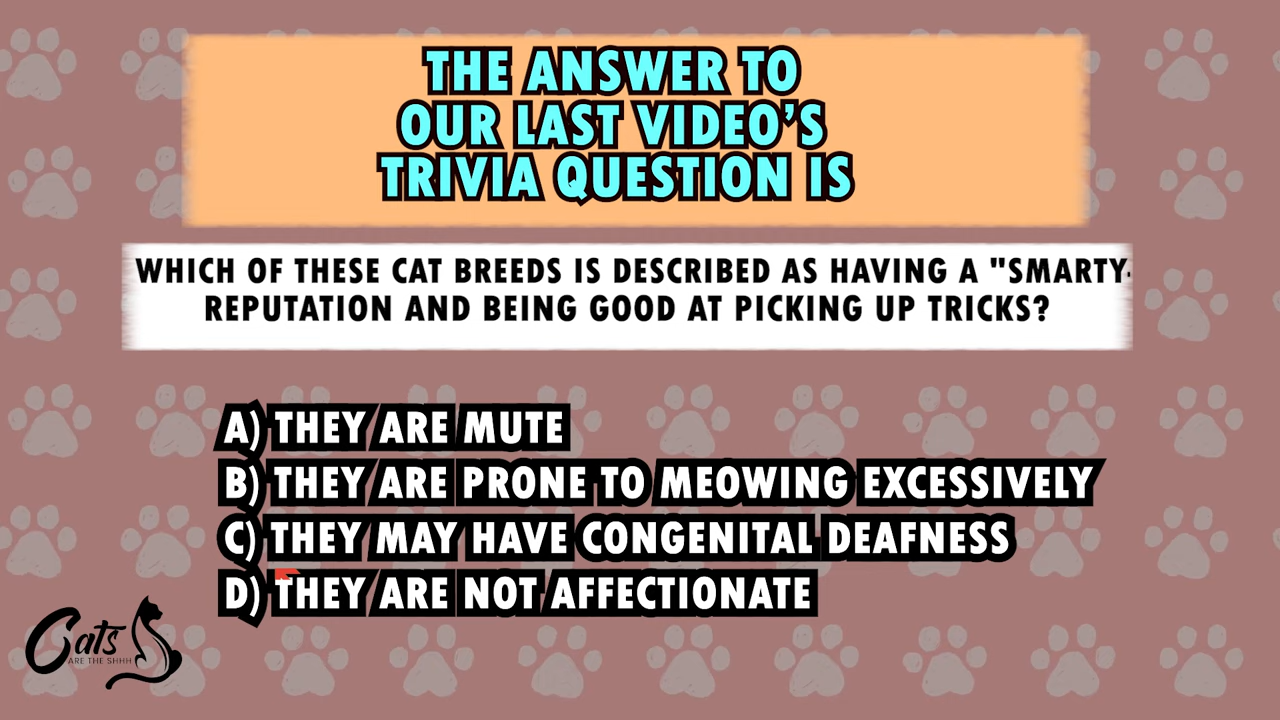 THE ANSWER TO
OUR LAST VIDEO'S
TRIVIA QUESTION IS
WHICH OF THESE CAT BREEDS IS DESCRIBED AS HAVING A "SMARTY-
REPUTATION AND BEING GOOD AT PICKING UP TRICKS?
A) THEY ARE MUTE
B) THEY ARE PRONE TO MEOWING EXCESSIVELY
C) THEY MAY HAVE CONGENITAL DEAFNESS
D) THEY ARE NOT AFFECTIONATE
Cats
ARE THE SHHH